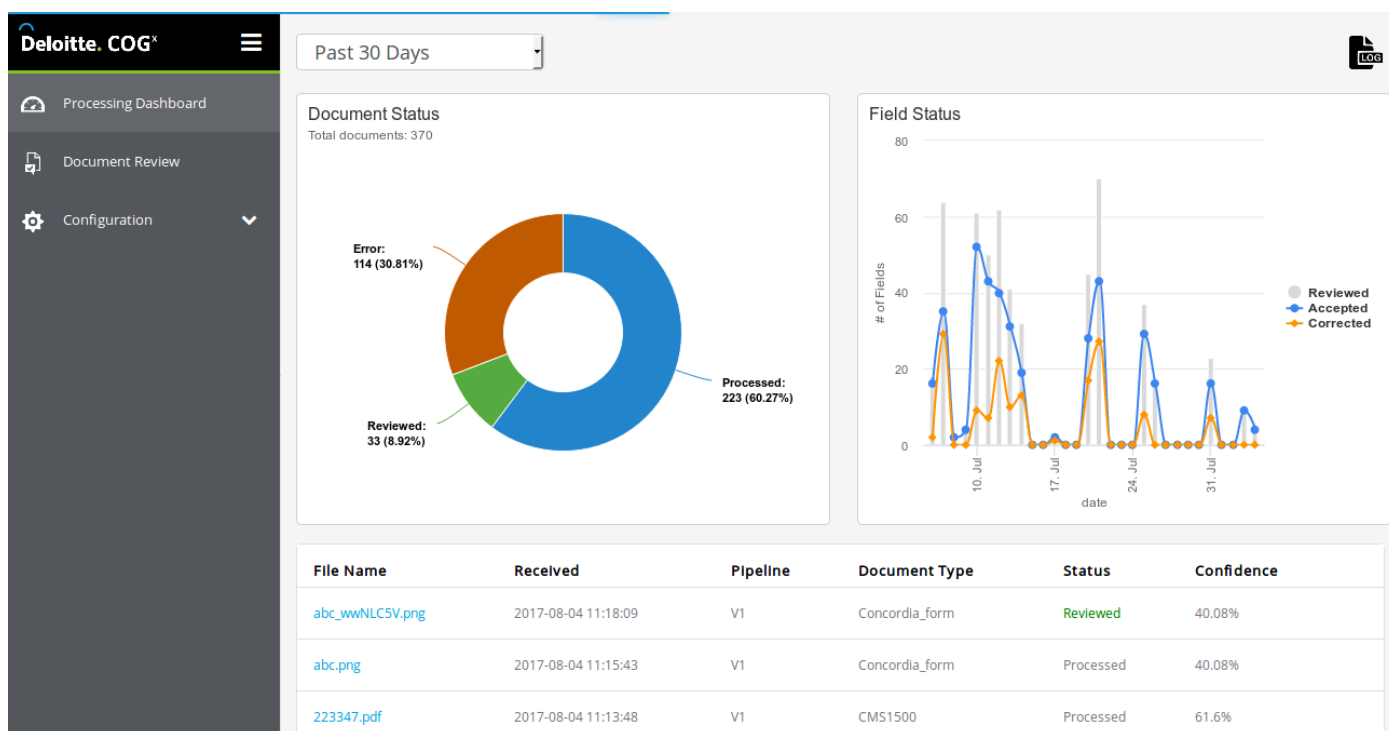 Deloitte. COGˣ
Processing Dashboard
Document Review
Configuration
Past 30 Days
LOG
Document Status
Total documents: 370
Error:
114 (30.81%)
Processed:
223 (60.27%)
Reviewed:
33 (8.92%)
Field Status
80
60
40
20
0
# of Fields
10. Jul
17. Jul
24. Jul
31. Jul
date
Reviewed
Accepted
Corrected
File Name Received Pipeline Document Type Status Confidence
abc_wwNLC5V.png 2017-08-04 11:18:09 V1 Concordia_form Reviewed 40.08%
abc.png 2017-08-04 11:15:43 V1 Concordia_form Processed 40.08%
223347.pdf 2017-08-04 11:13:48 V1 CMS1500 Processed 61.6%